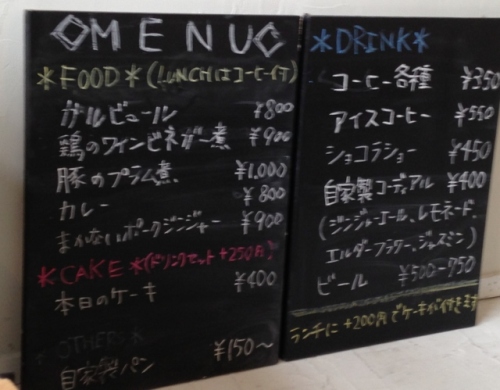 MENU
*FOOD*(LUNCHはコーヒー付)
ガルビュール ¥800
鶏のワインビネガー煮 ¥900
豚のプラム煮 ¥1,000
カレー ¥800
まかないポークジンジャー ¥900
*CAKE*(ドリンクセット+250円)
本日のケーキ ¥400
*OTHERS*
自家製パン ¥150〜
*DRINK*
コーヒー各種 ¥350
アイスコーヒー ¥550
ショコラショー ¥450
自家製コーディアル ¥400
(ジンジャーエール、レモネード、
エルダーフラワー、ジャスミン)
ビール ¥500-750
ランチに+200円でケーキが付きます